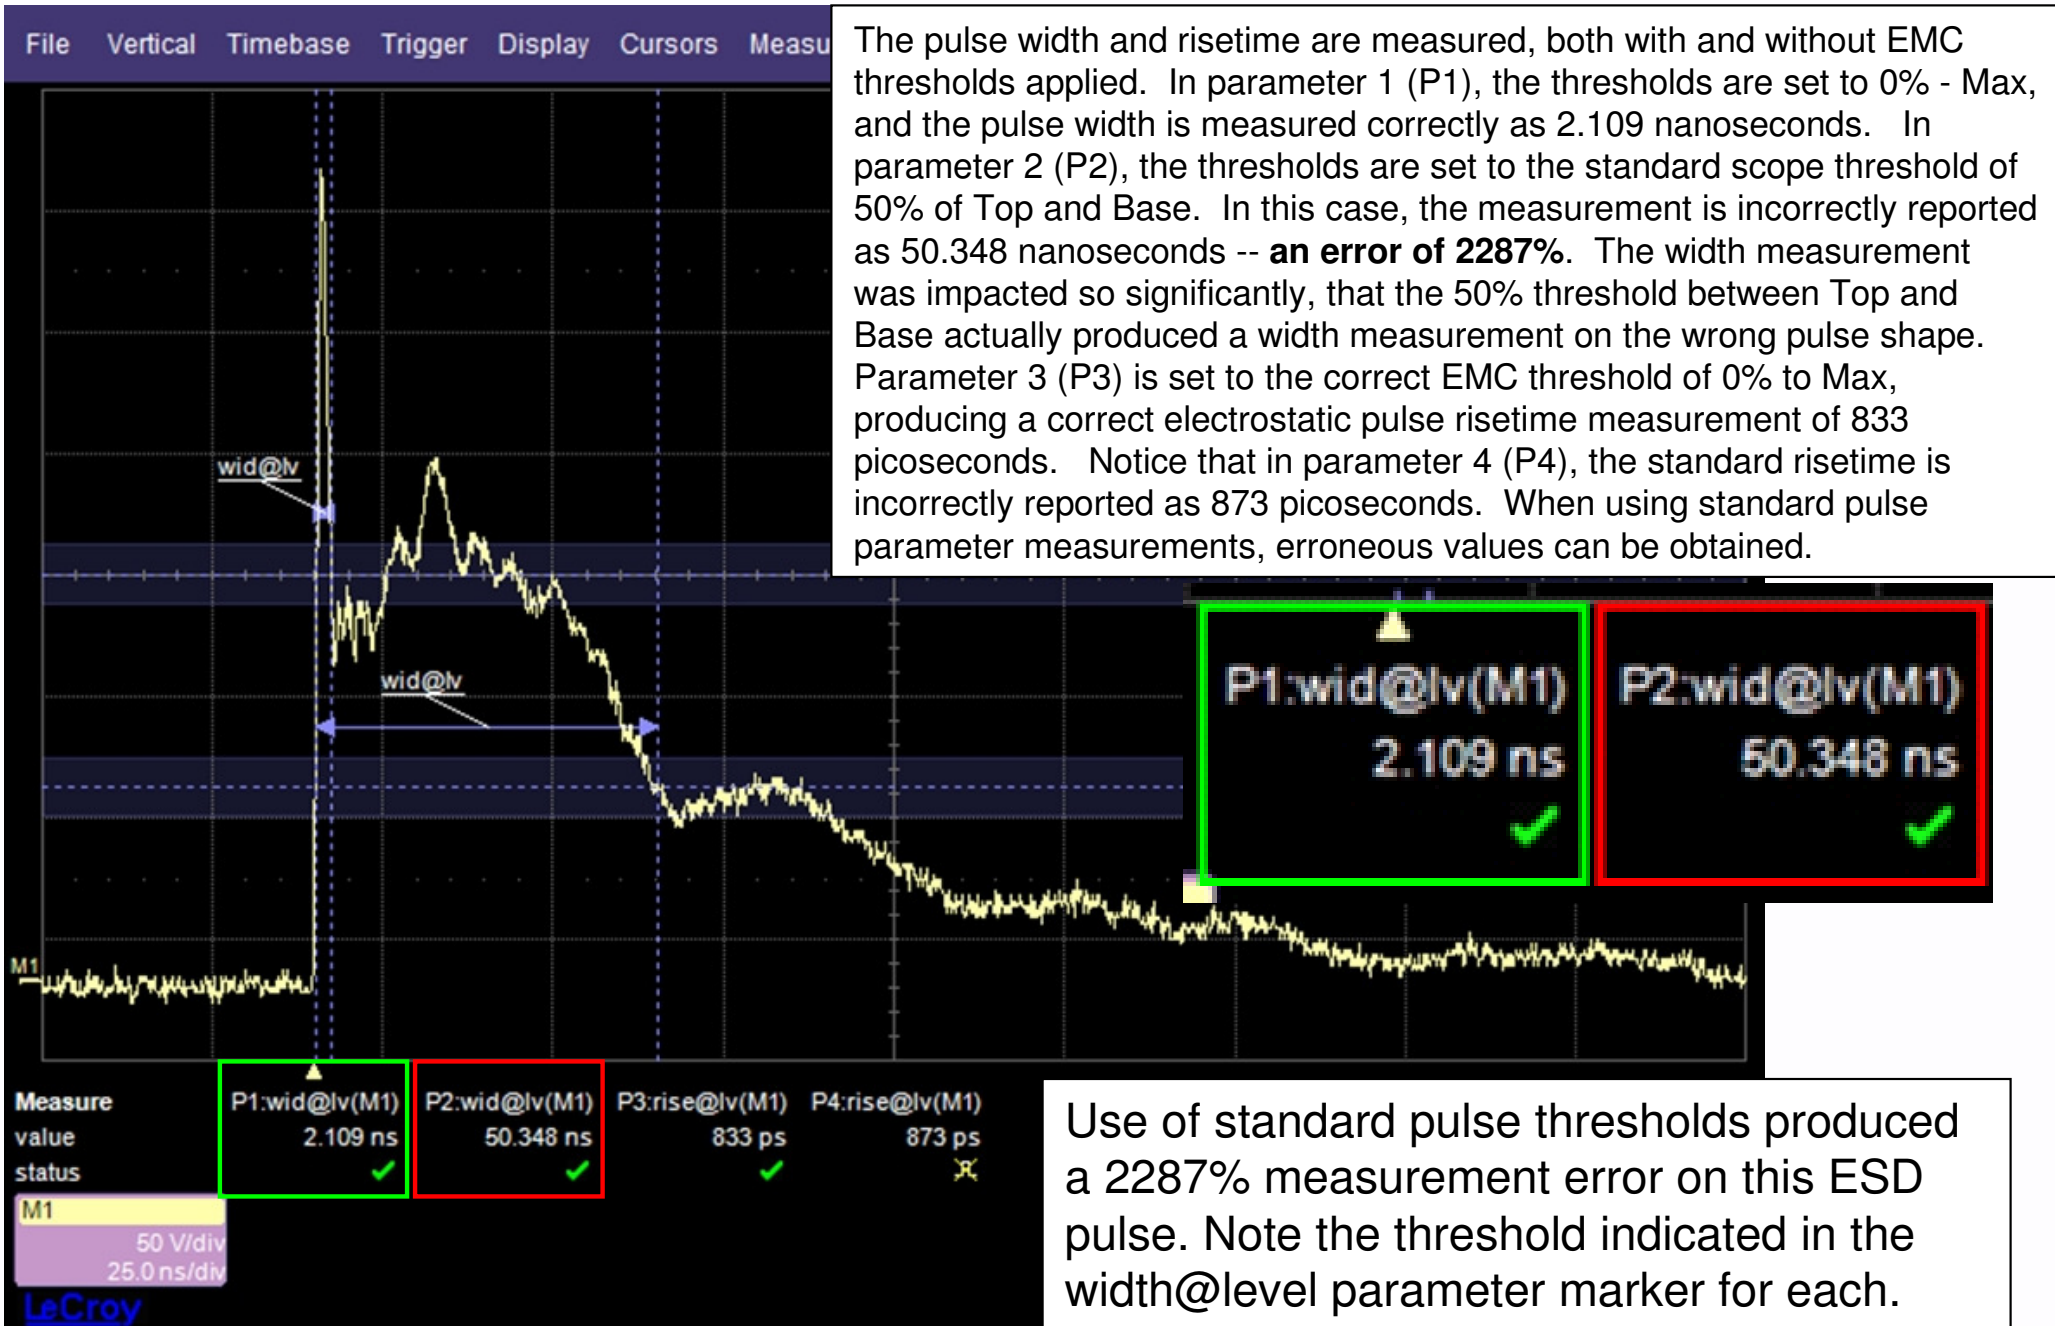 File Vertical Timebase Trigger Display Cursors Measu
The pulse width and risetime are measured, both with and without EMC
thresholds applied. In parameter 1 (P1), the thresholds are set to 0% - Max,
and the pulse width is measured correctly as 2.109 nanoseconds. In
parameter 2 (P2), the thresholds are set to the standard scope threshold of
50% of Top and Base. In this case, the measurement is incorrectly reported
as 50.348 nanoseconds -- an error of 2287%. The width measurement
was impacted so significantly, that the 50% threshold between Top and
Base actually produced a width measurement on the wrong pulse shape.
Parameter 3 (P3) is set to the correct EMC threshold of 0% to Max,
producing a correct electrostatic pulse risetime measurement of 833
picoseconds. Notice that in parameter 4 (P4), the standard risetime is
incorrectly reported as 873 picoseconds. When using standard pulse
parameter measurements, erroneous values can be obtained.
wid@lv
wid@lv
P1:wid@lv(M1) P2:wid@lv(M1)
2.109 ns 50.348 ns
M1
Measure P1:wid@lv(M1) P2:wid@lv(M1) P3:rise@lv(M1) P4:rise@lv(M1)
value 2.109 ns 50.348 ns 833 ps 873 ps
status
M1
50 V/div
25.0 ns/div
LeCroy
Use of standard pulse thresholds produced
a 2287% measurement error on this ESD
pulse. Note the threshold indicated in the
width@level parameter marker for each.